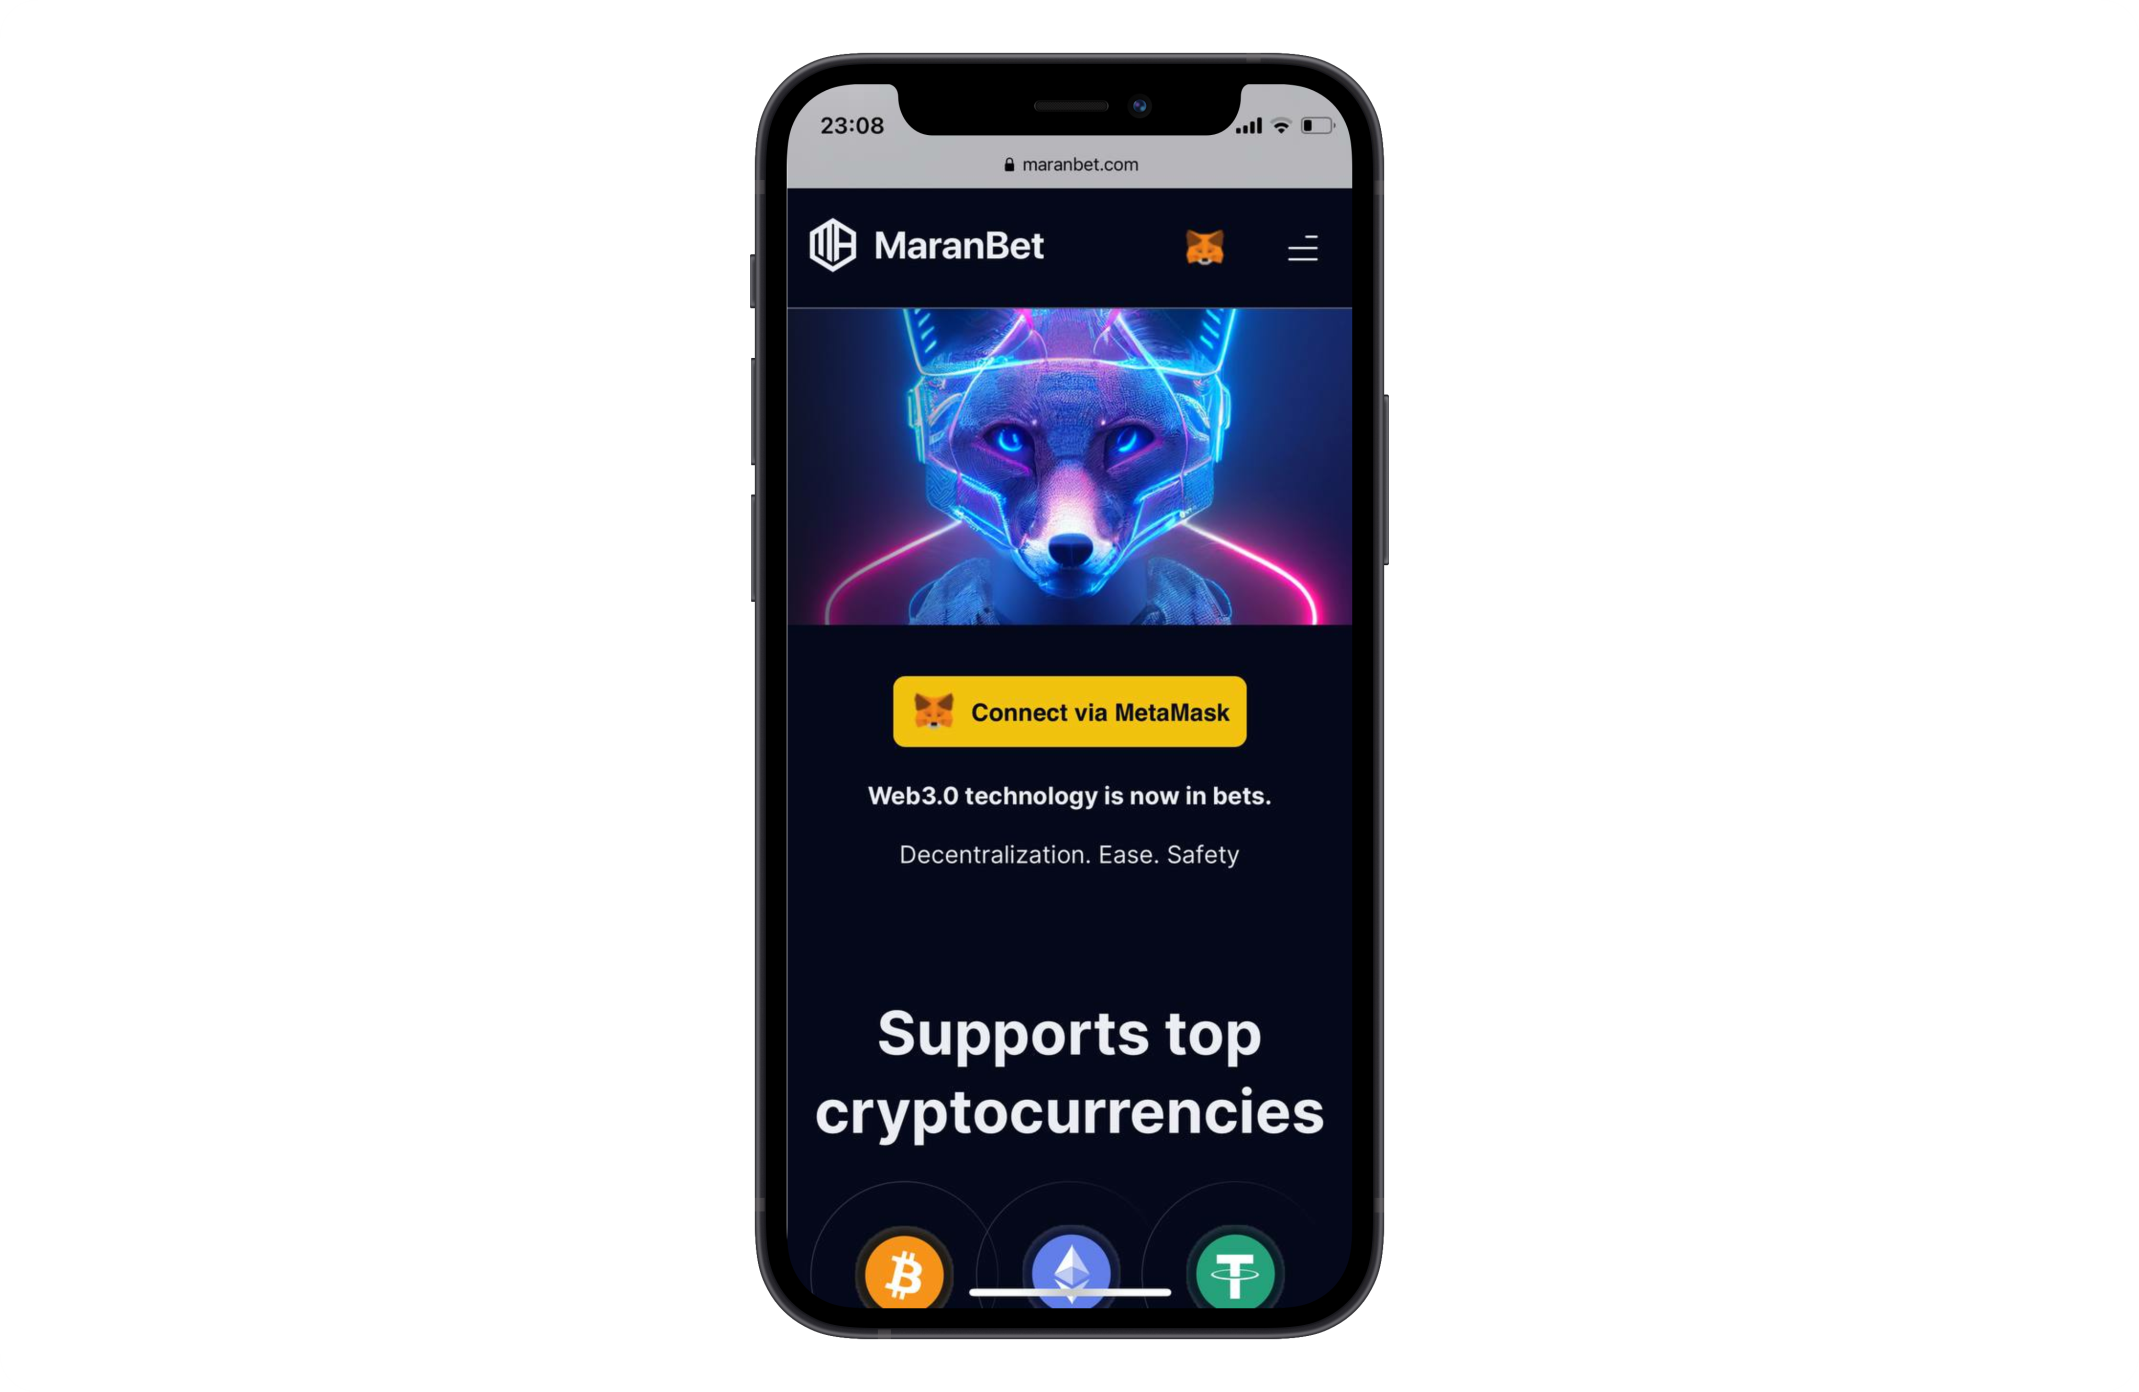 23:08
maranbet.com
MaranBet
Connect via MetaMask
Web3.0 technology is now in bets.
Decentralization. Ease. Safety
Supports top
cryptocurrencies